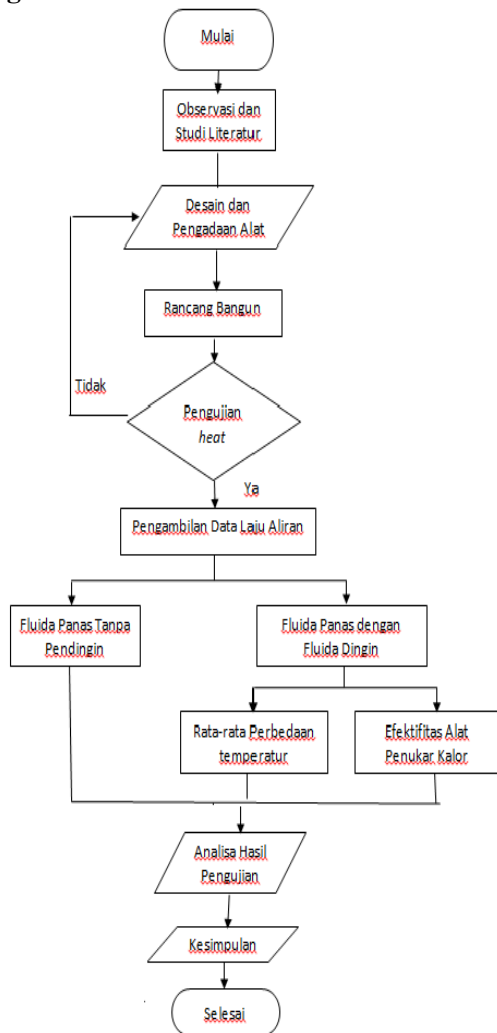 g
Mulai
Observasi dan
Studi Literatur
Desain dan
Pengadaan Alat
Rancang Bangun
Tidak
Pengujian
heat
Ya
Pengambilan Data Laju Aliran
Fluida Panas Tanpa
Pendingin
Fluida Panas dengan
Fluida Dingin
Rata-rata Perbedaan
temperatur
Efektifitas Alat
Penukar Kalor
Analisa Hasil
Pengujian
Kesimpulan
Selesai